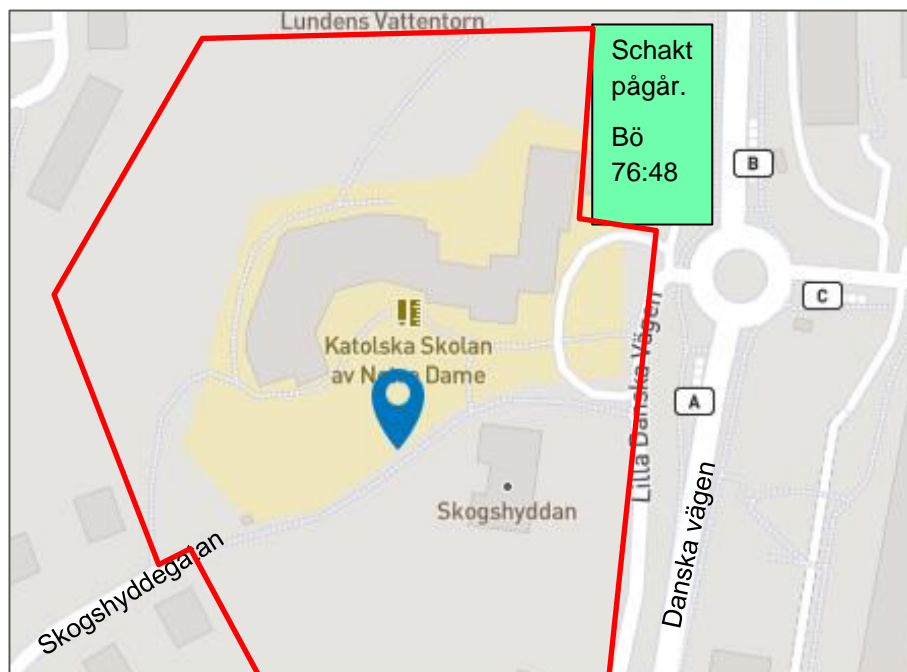 Lundens Vattentorn
Schakt
pågår.
Bö
76:48
B
C
Katolska Skolan
av Notre Dame
A
Lilla Danska Vägen
Skogshyddan
Danska vägen
Skogshyddegatan